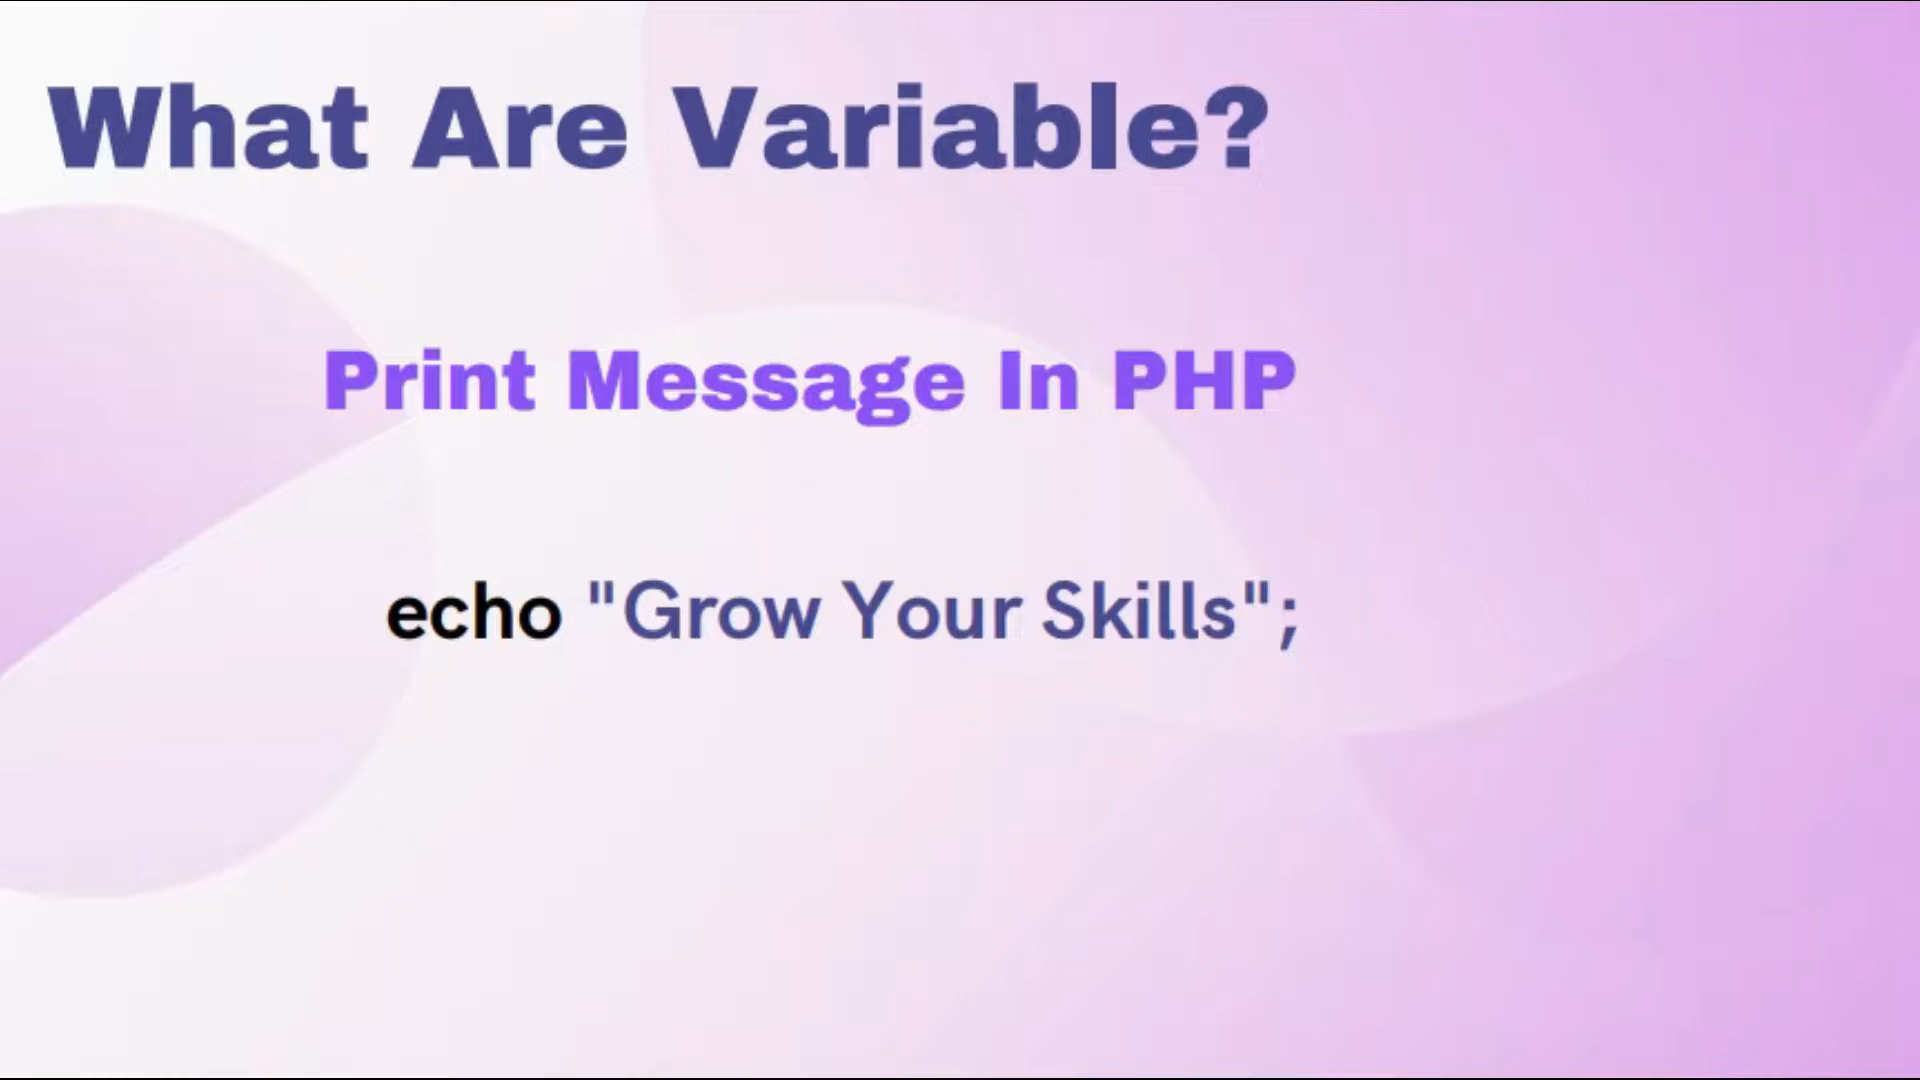 What Are Variable?
Print Message In PHP
echo "Grow Your Skills";